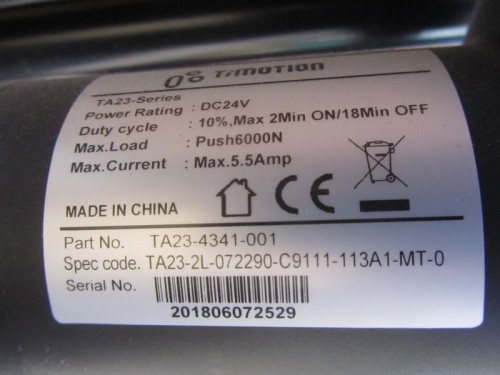 TiMOTION
TA23-Series
Power Rating : DC24V
Duty cycle : 10%,Max 2Min ON/18Min OFF
Max.Load : Push6000N
Max.Current : Max.5.5Amp
CE
MADE IN CHINA
Part No. TA23-4341-001
Spec code. TA23-2L-072290-C9111-113A1-MT-0
Serial No.
201806072529